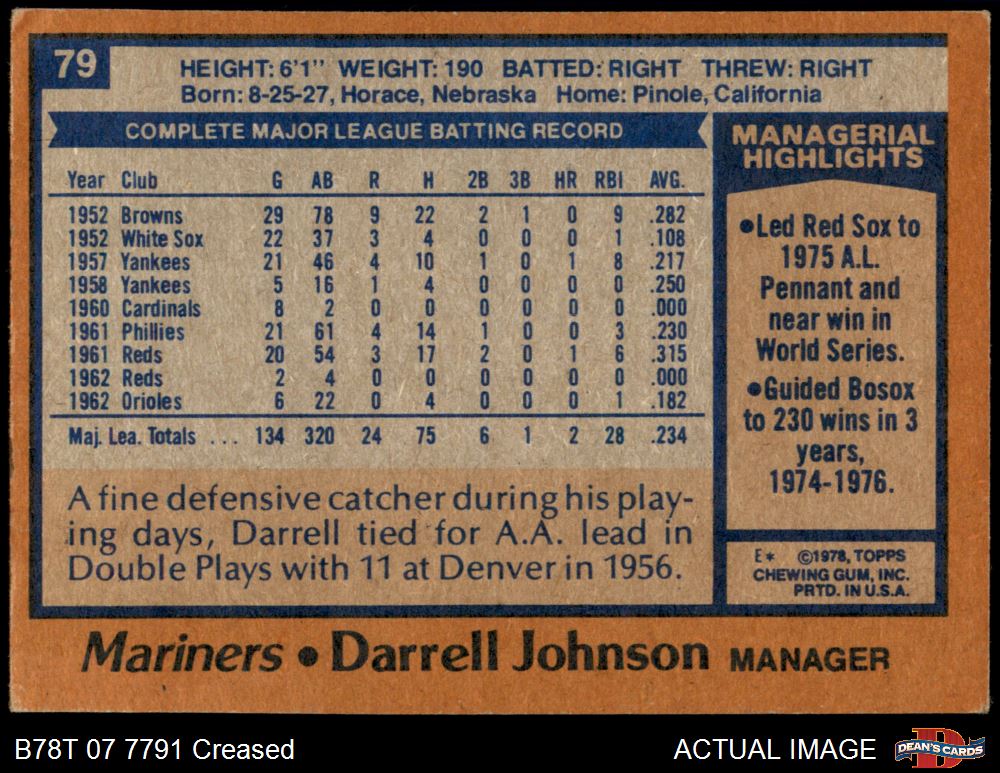 79
HEIGHT: 6'1" WEIGHT: 190 BATTED: RIGHT THREW: RIGHT
Born: 8-25-27, Horace, Nebraska Home: Pinole, California
COMPLETE MAJOR LEAGUE BATTING RECORD
Year Club G AB R H 2B 3B HR RBI AVG.
1952 Browns 29 78 9 22 2 1 0 9 .282
1952 White Sox 22 37 3 4 0 0 0 1 .108
1957 Yankees 21 46 4 10 1 0 1 8 .217
1958 Yankees 5 16 1 4 0 0 0 0 .250
1960 Cardinals 8 2 0 0 0 0 0 0 .000
1961 Phillies 21 61 4 14 1 0 0 3 .230
1961 Reds 20 54 3 17 2 0 1 6 .315
1962 Reds 2 4 0 0 0 0 0 0 .000
1962 Orioles 6 22 0 4 0 0 0 1 .182
Maj. Lea. Totals ... 134 320 24 75 6 1 2 28 .234
A fine defensive catcher during his play-
ing days, Darrell tied for A.A. lead in
Double Plays with 11 at Denver in 1956.
MANAGERIAL
HIGHLIGHTS
•Led Red Sox to
1975 A.L.
Pennant and
near win in
World Series.
•Guided Bosox
to 230 wins in 3
years,
1974-1976.
E* ©1978, TOPPS
CHEWING GUM, INC.
PRTD. IN U.S.A.
Mariners • Darrell Johnson MANAGER
B78T 07 7791 Creased
ACTUAL IMAGE
D
DEAN'S CARDS